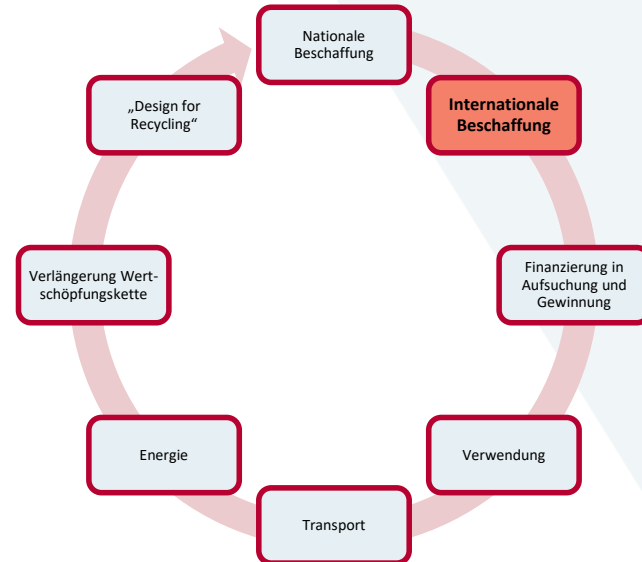 Nationale
Beschaffung
Internationale
Beschaffung
Finanzierung in
Aufsuchung und
Gewinnung
Verwendung
Transport
Energie
Verlängerung Wert-
schöpfungskette
„Design for
Recycling“